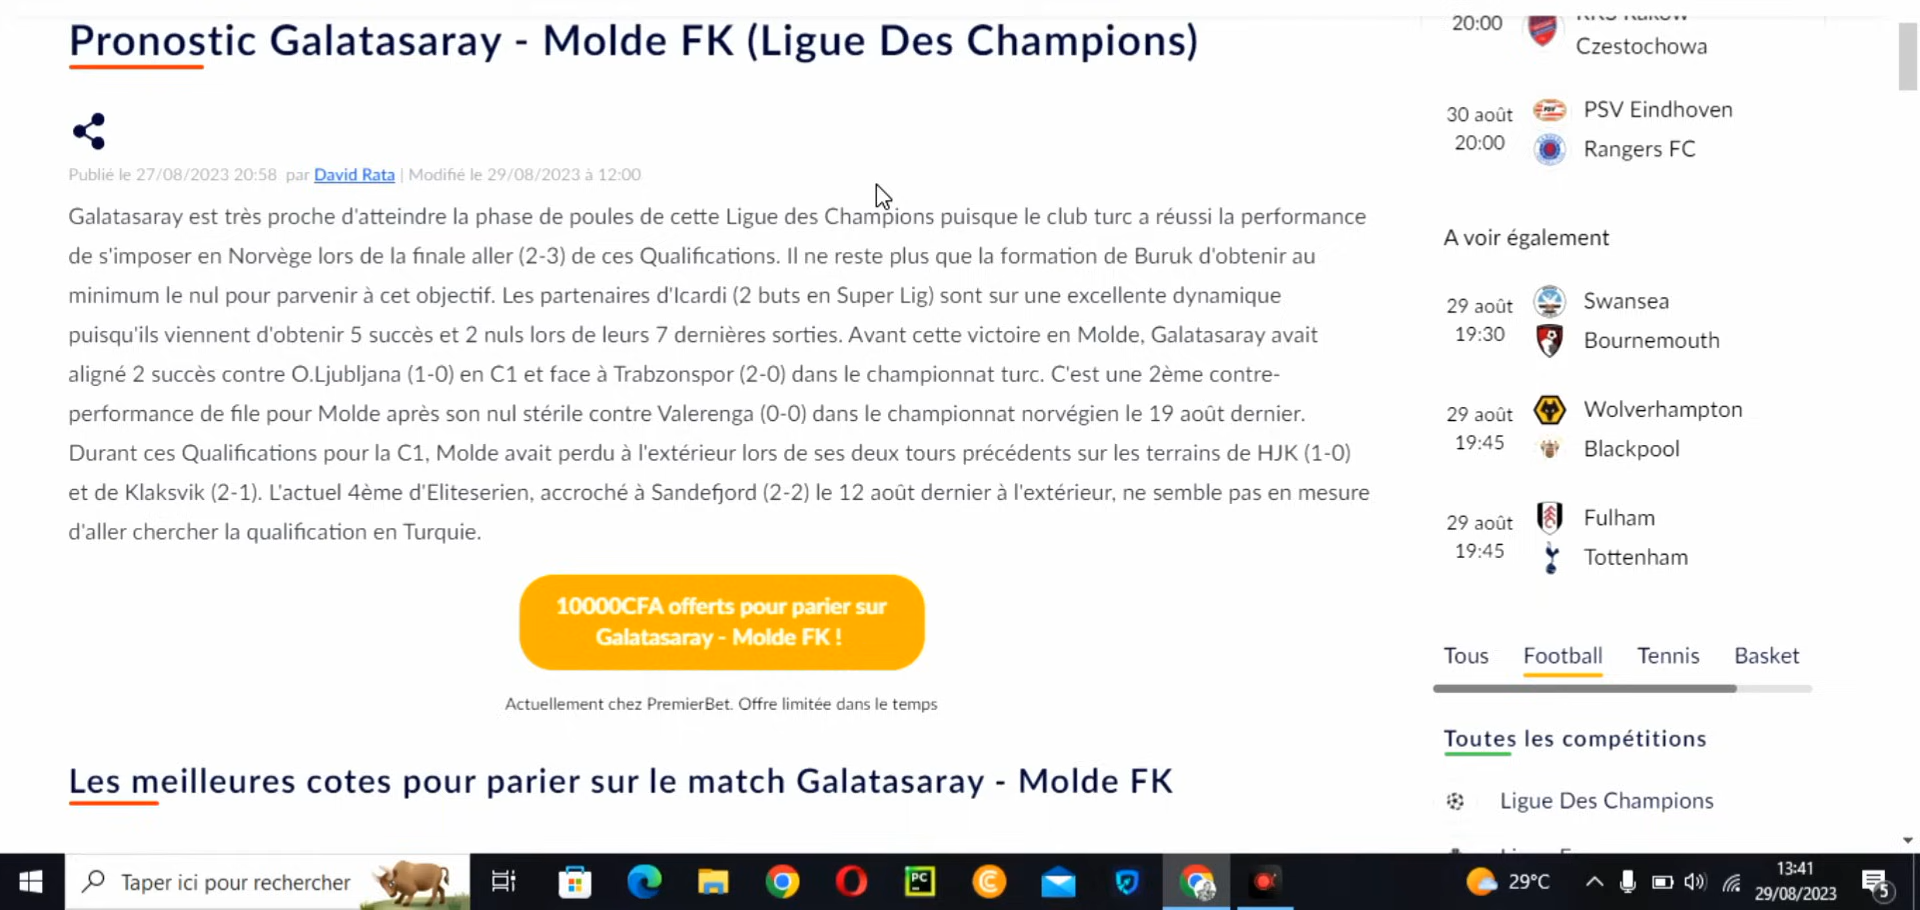 Pronostic Galatasaray - Molde FK (Ligue Des Champions)
Publié le 27/08/2023 20:58 par David Rata | Modifié le 29/08/2023 à 12:00
Galatasaray est très proche d'atteindre la phase de poules de cette Ligue des Champions puisque le club turc a réussi la performance
de s'imposer en Norvège lors de la finale aller (2-3) de ces Qualifications. Il ne reste plus que la formation de Buruk d'obtenir au
minimum le nul pour parvenir à cet objectif. Les partenaires d'Icardi (2 buts en Super Lig) sont sur une excellente dynamique
puisqu'ils viennent d'obtenir 5 succès et 2 nuls lors de leurs 7 dernières sorties. Avant cette victoire en Molde, Galatasaray avait
aligné 2 succès contre O.Ljubljana (1-0) en C1 et face à Trabzonspor (2-0) dans le championnat turc. C'est une 2ème contre-
performance de file pour Molde après son nul stérile contre Valerenga (0-0) dans le championnat norvégien le 19 août dernier.
Durant ces Qualifications pour la C1, Molde avait perdu à l'extérieur lors de ses deux tours précédents sur les terrains de HJK (1-0)
et de Klaksvik (2-1). L'actuel 4ème d'Eliteserien, accroché à Sandefjord (2-2) le 12 août dernier à l'extérieur, ne semble pas en mesure
d'aller chercher la qualification en Turquie.
10000CFA offerts pour parier sur
Galatasaray - Molde FK !
Actuellement chez PremierBet. Offre limitée dans le temps
Les meilleures cotes pour parier sur le match Galatasaray - Molde FK
20:00
Czestochowa
30 août
20:00
PSV Eindhoven
Rangers FC
A voir également
29 août
19:30
Swansea
Bournemouth
29 août
19:45
Wolverhampton
Blackpool
29 août
19:45
Fulham
Tottenham
Tous Football Tennis Basket
Toutes les compétitions
Ligue Des Champions
Taper ici pour rechercher
PC
29°C
13:41
29/08/2023
5